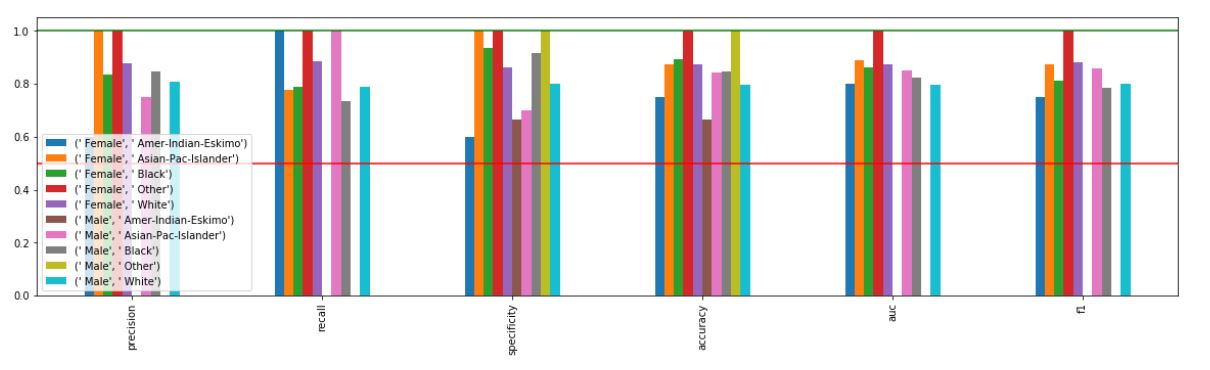 1.0
0.8
0.6
0.4
0.2
0.0
(' Female', ' Amer-Indian-Eskimo')
(' Female', ' Asian-Pac-Islander')
(' Female', ' Black')
(' Female', ' Other')
(' Female', ' White')
(' Male', ' Amer-Indian-Eskimo')
(' Male', ' Asian-Pac-Islander')
(' Male', ' Black')
(' Male', ' Other')
(' Male', ' White')
precision
recall
specificity
accuracy
auc
f1